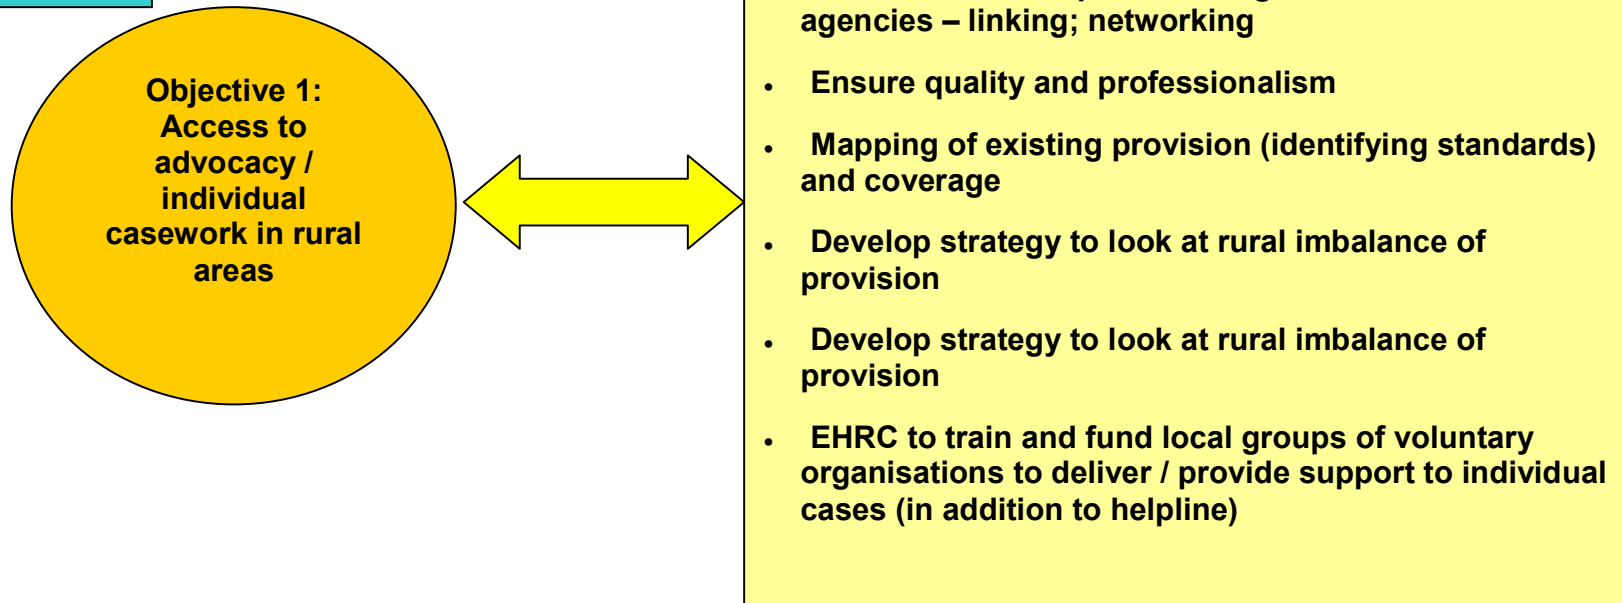 Objective 1:
Access to
advocacy /
individual
casework in rural
areas
agencies – linking; networking
• Ensure quality and professionalism
• Mapping of existing provision (identifying standards)
and coverage
• Develop strategy to look at rural imbalance of
provision
• Develop strategy to look at rural imbalance of
provision
• EHRC to train and fund local groups of voluntary
organisations to deliver / provide support to individual
cases (in addition to helpline)